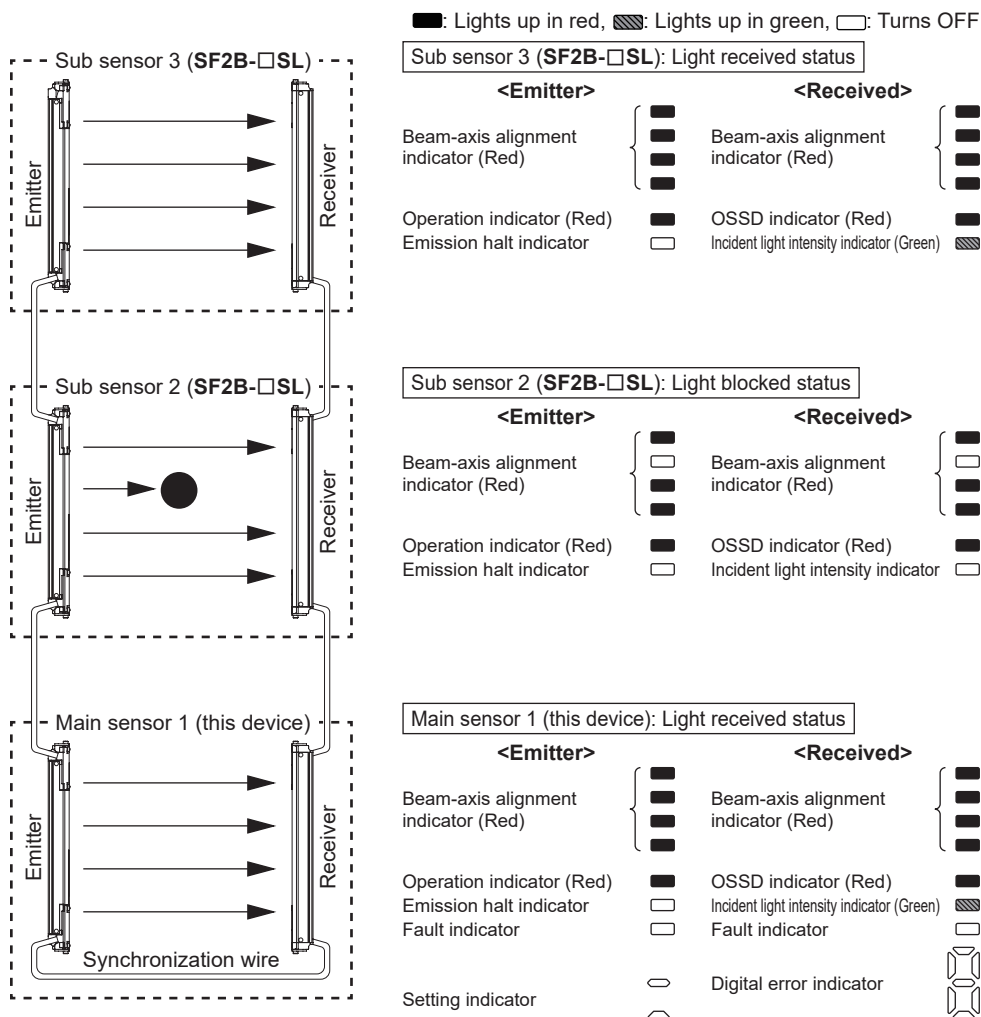 : Lights up in red, : Lights up in green, : Turns OFF
Sub sensor 3 (SF2B-□SL)
Emitter
Receiver
Sub sensor 3 (SF2B-□SL): Light received status
<Emitter>
<Received>
Beam-axis alignment
indicator (Red)
Beam-axis alignment
indicator (Red)
Operation indicator (Red)
OSSD indicator (Red)
Emission halt indicator
Incident light intensity indicator (Green)
Sub sensor 2 (SF2B-□SL)
Emitter
Receiver
Sub sensor 2 (SF2B-□SL): Light blocked status
<Emitter>
<Received>
Beam-axis alignment
indicator (Red)
Beam-axis alignment
indicator (Red)
Operation indicator (Red)
OSSD indicator (Red)
Emission halt indicator
Incident light intensity indicator
Main sensor 1 (this device)
Emitter
Receiver
Synchronization wire
Main sensor 1 (this device): Light received status
<Emitter>
<Received>
Beam-axis alignment
indicator (Red)
Beam-axis alignment
indicator (Red)
Operation indicator (Red)
OSSD indicator (Red)
Emission halt indicator
Incident light intensity indicator (Green)
Fault indicator
Fault indicator
Setting indicator
Digital error indicator